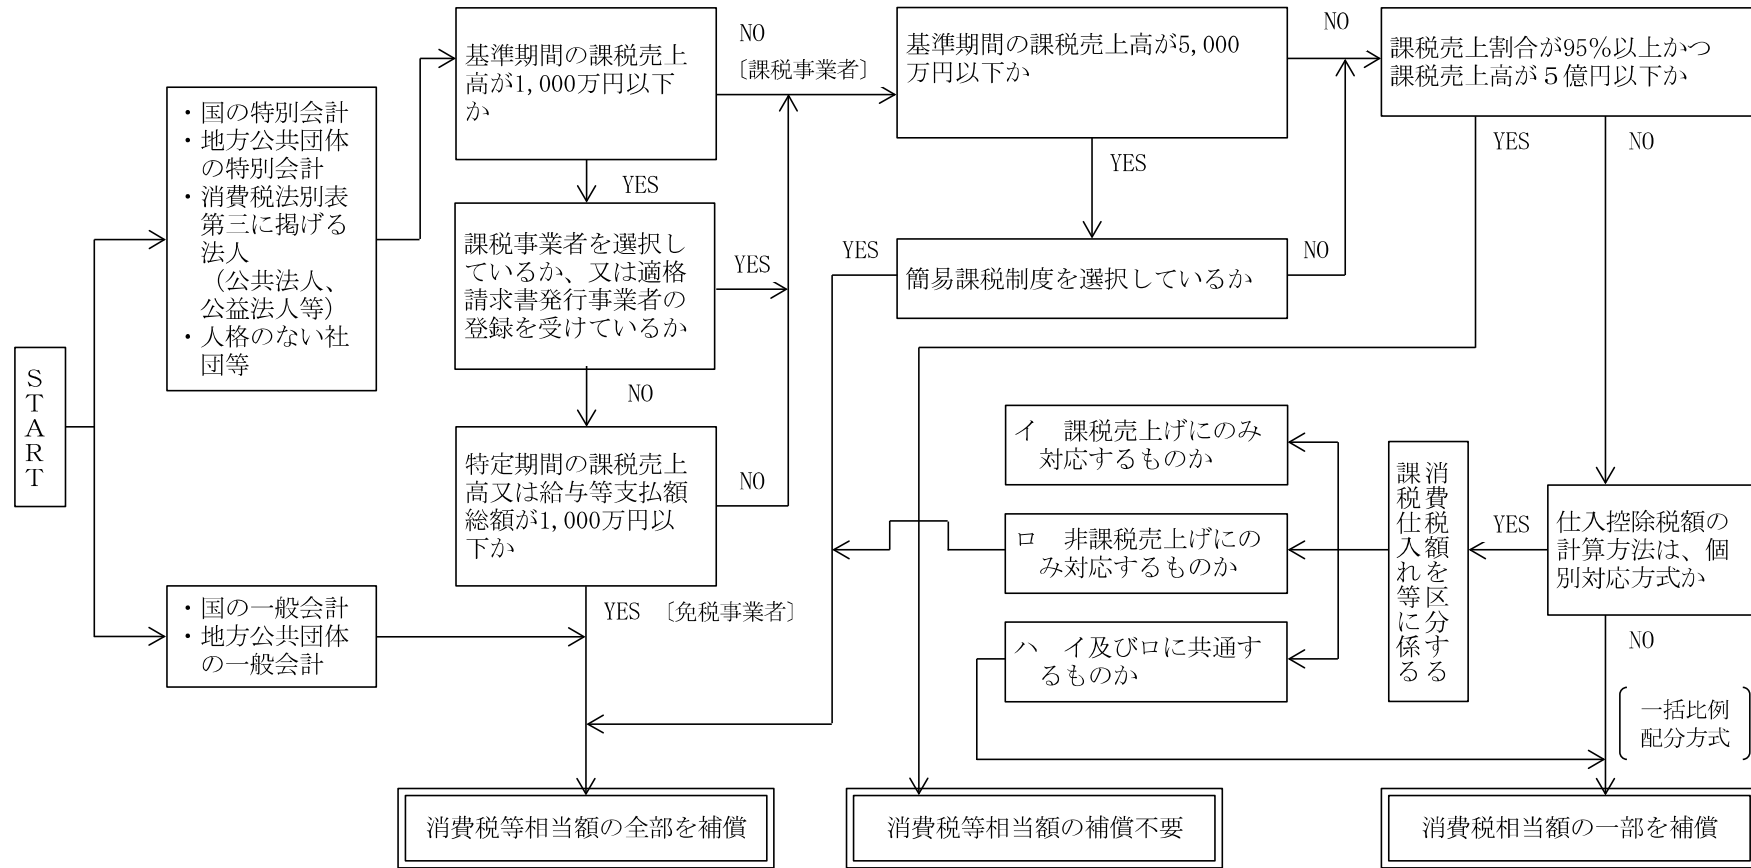 START
・国の特別会計
・地方公共団体
の特別会計
・消費税法別表
第三に掲げる
法人
（公共法人、
公益法人等）
・人格のない社
団等
・国の一般会計
・地方公共団体
の一般会計
基準期間の課税売上
高が1,000万円以下
か
NO
〔課税事業者〕
YES
課税事業者を選択し
ているか、又は適格
請求書発行事業者の
登録を受けているか
YES
NO
特定期間の課税売上
高又は給与等支払額
総額が1,000万円以
下か
NO
YES 〔免税事業者〕
基準期間の課税売上高が5,000
万円以下か
NO
YES
簡易課税制度を選択しているか
YES
NO
課税売上割合が95％以上かつ
課税売上高が５億円以下か
YES
NO
仕入控除税額の
計算方法は、個
別対応方式か
YES
NO
一括比例
配分方式
消費税額を区分する
課税仕入れ等に係る
イ 課税売上げにのみ
対応するものか
ロ 非課税売上げにの
み対応するものか
ハ イ及びロに共通す
るものか
消費税等相当額の全部を補償
消費税等相当額の補償不要
消費税相当額の一部を補償